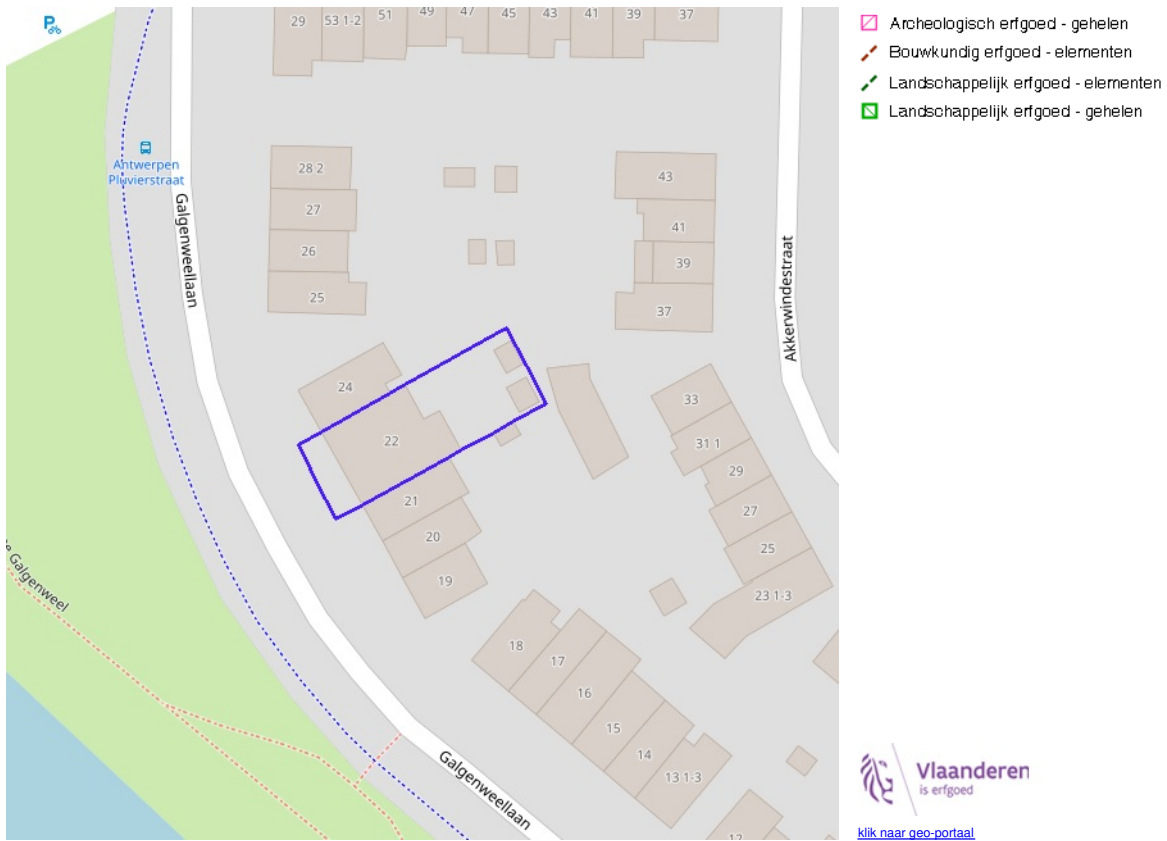 29
53 1-2
51
49
47
45
43
41
39
37
Antwerpen
Pluvierstraat
Galgenweellaan
28 2
27
26
25
43
41
39
37
Akkerwindestraat
24
22
21
20
19
33
31 1
29
27
25
23 1-3
Galgenweel
18
17
16
15
14
13 1-3
12
Galgenweellaan
Archeologisch erfgoed - gehelen
Bouwkundig erfgoed - elementen
Landschappelijk erfgoed - elementen
Landschappelijk erfgoed - gehelen
Vlaanderen
is erfgoed
klik naar geo-portaal